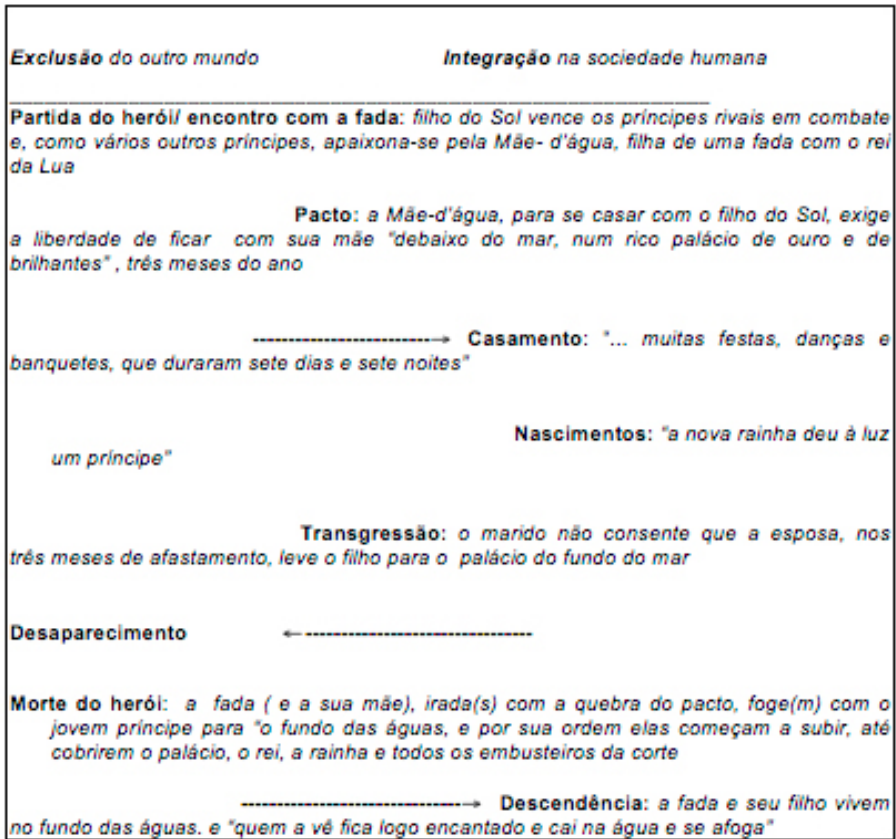 Exclusão do outro mundo Integração na sociedade humana
Partida do herói/ encontro com a fada: filho do Sol vence os príncipes rivais em combate
e, como vários outros príncipes, apaixona-se pela Mãe- d'água, filha de uma fada com o rei
da Lua
Pacto: a Mãe-d'água, para se casar com o filho do Sol, exige
a liberdade de ficar com sua mãe "debaixo do mar, num rico palácio de ouro e de
brilhantes" , três meses do ano
---------------------------→ Casamento: "... muitas festas, danças e
banquetes, que duraram sete dias e sete noites"
Nascimentos: "a nova rainha deu à luz
um príncipe"
Transgressão: o marido não consente que a esposa, nos
três meses de afastamento, leve o filho para o palácio do fundo do mar
Desaparecimento ←--------------------------------
Morte do herói: a fada ( e a sua mãe), irada(s) com a quebra do pacto, foge(m) com o
jovem príncipe para "o fundo das águas, e por sua ordem elas começam a subir, até
cobrirem o palácio, o rei, a rainha e todos os embusteiros da corte
--------------------------------→ Descendência: a fada e seu filho vivem
no fundo das águas. e "quem a vê fica logo encantado e cai na água e se afoga"